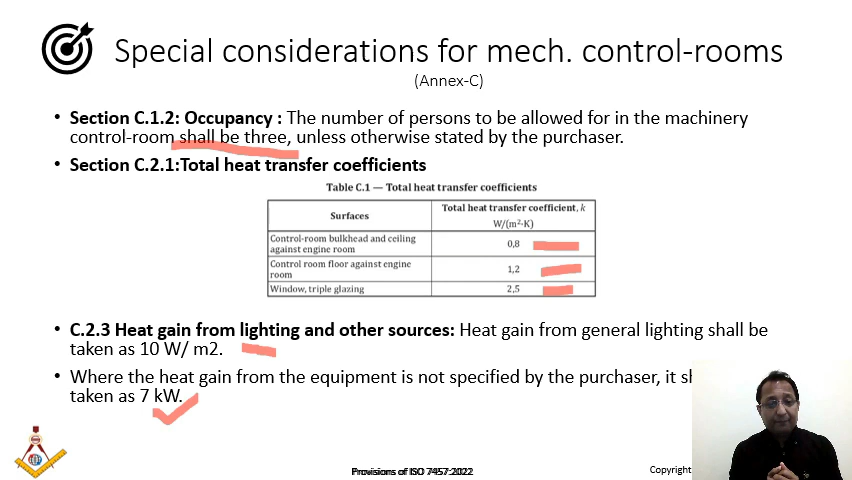 Special considerations for mech. control-rooms
(Annex-C)
• Section C.1.2: Occupancy : The number of persons to be allowed for in the machinery
control-room shall be three, unless otherwise stated by the purchaser.
• Section C.2.1:Total heat transfer coefficients
Table C.1 — Total heat transfer coefficients
Surfaces
Total heat transfer coefficient, k
W/(m²·K)
Control-room bulkhead and ceiling
against engine room
0,8
Control room floor against engine
room
1,2
Window, triple glazing
2,5
• C.2.3 Heat gain from lighting and other sources: Heat gain from general lighting shall be
taken as 10 W/ m2.
• Where the heat gain from the equipment is not specified by the purchaser, it
taken as 7 kW.
Provisions of ISO 7457:2022
Copyright